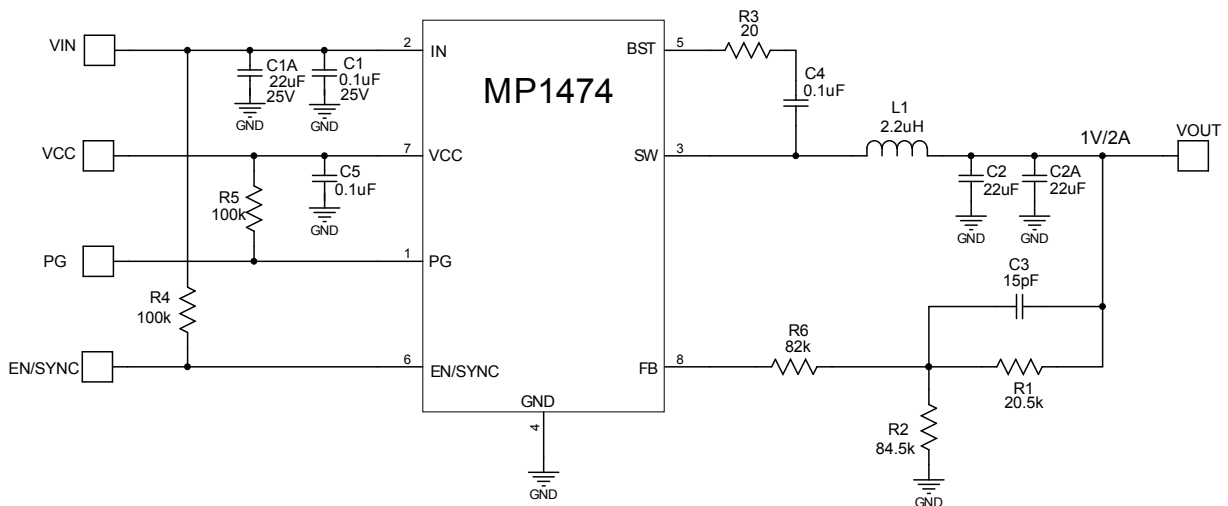 VIN
C1A
22uF
25V
GND
C1
0.1uF
25V
GND
2
IN
MP1474
BST
5
R3
20
C4
0.1uF
VCC
7
VCC
C5
0.1uF
GND
R5
100k
SW
3
L1
2.2uH
1V/2A
VOUT
C2
22uF
GND
C2A
22uF
GND
PG
1
PG
R4
100k
C3
15pF
EN/SYNC
6
EN/SYNC
FB
8
R6
82k
R1
20.5k
R2
84.5k
GND
GND
4
GND